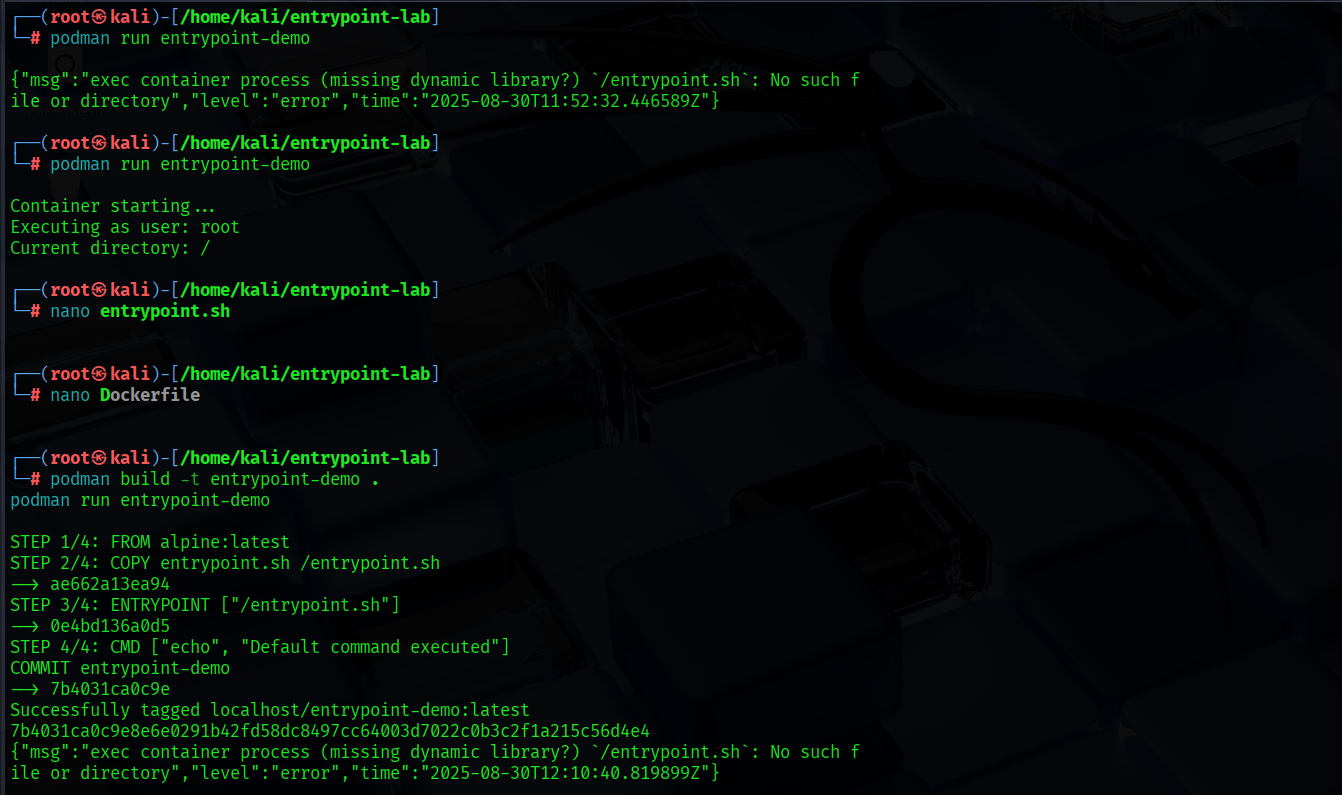 ┌──(root㉿kali)-[/home/kali/entrypoint-lab]
└─# podman run entrypoint-demo
{"msg":"exec container process (missing dynamic library?) `/entrypoint.sh`: No such f
ile or directory","level":"error","time":"2025-08-30T11:52:32.446589Z"}
┌──(root㉿kali)-[/home/kali/entrypoint-lab]
└─# podman run entrypoint-demo
Container starting...
Executing as user: root
Current directory: /
┌──(root㉿kali)-[/home/kali/entrypoint-lab]
└─# nano entrypoint.sh
┌──(root㉿kali)-[/home/kali/entrypoint-lab]
└─# nano Dockerfile
┌──(root㉿kali)-[/home/kali/entrypoint-lab]
└─# podman build -t entrypoint-demo .
podman run entrypoint-demo
STEP 1/4: FROM alpine:latest
STEP 2/4: COPY entrypoint.sh /entrypoint.sh
--> ae662a13ea94
STEP 3/4: ENTRYPOINT ["/entrypoint.sh"]
--> 0e4bd136a0d5
STEP 4/4: CMD ["echo", "Default command executed"]
COMMIT entrypoint-demo
--> 7b4031ca0c9e
Successfully tagged localhost/entrypoint-demo:latest
7b4031ca0c9e8e6e0291b42fd58dc8497cc64003d7022c0b3c2f1a215c56d4e4
{"msg":"exec container process (missing dynamic library?) `/entrypoint.sh`: No such f
ile or directory","level":"error","time":"2025-08-30T12:10:40.819899Z"}